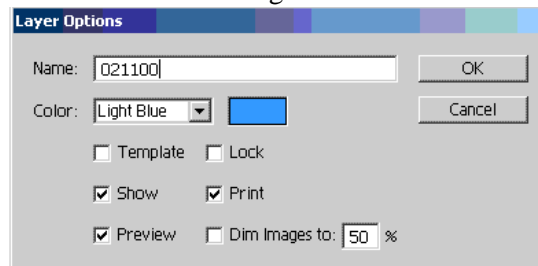 Layer Options
Name: 021100 OK
Color: Light Blue Cancel
Template Lock
Show Print
Preview Dim Images to: 50 %